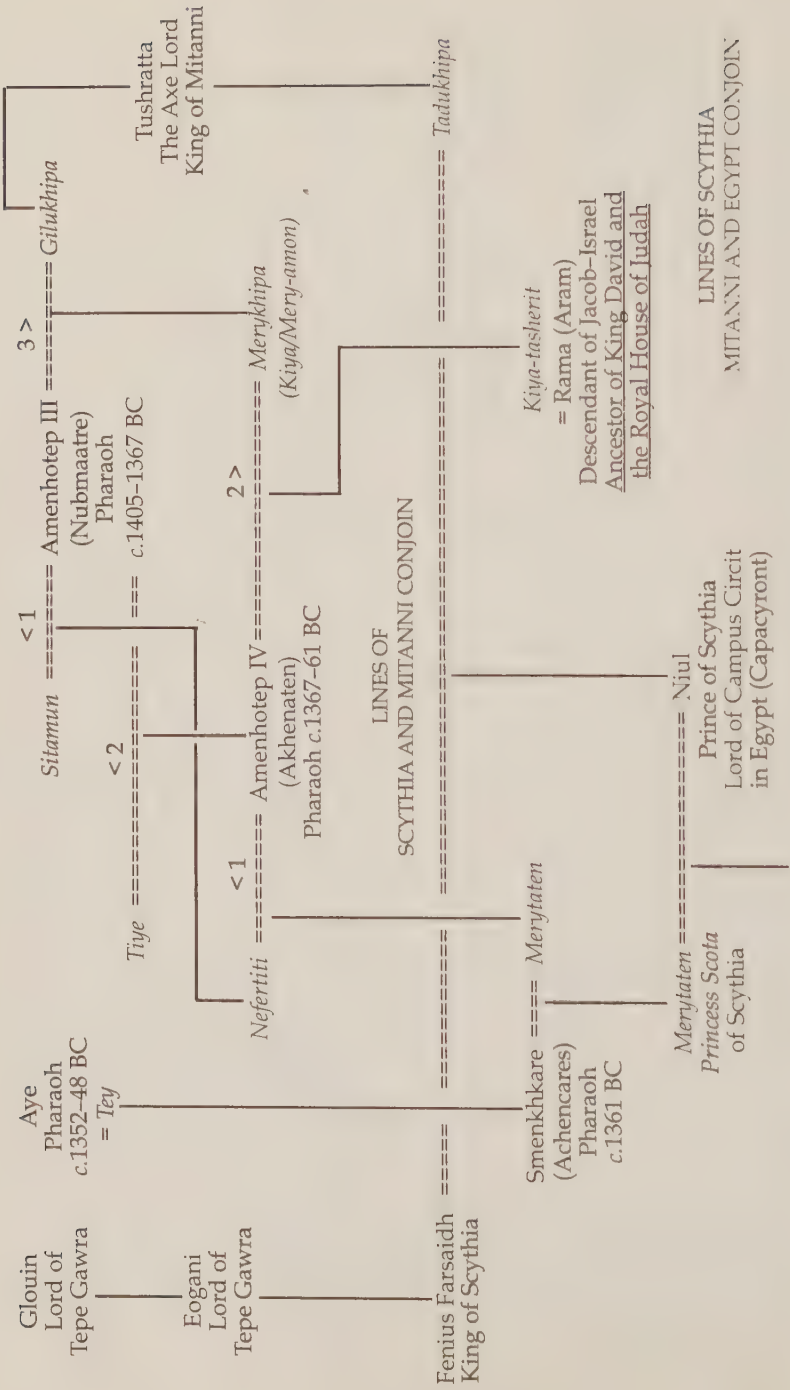 Glouin
Lord of
Tepe Gawra
Aye
Pharaoh
c.1352–48 BC
= Tey
Sitamun ======== Amenhotep III ========== Gilukhipa
< 1
3 >
(Nubmaatre)
Pharaoh
Tiye ================= === c.1405–1367 BC
< 2
Tushratta
The Axe Lord
King of Mitanni
Eogani
Lord of
Tepe Gawra
Nefertiti ========= Amenhotep IV================== Merykhipa
< 1
2 >
(Akhenaten)
Pharaoh c.1367–61 BC
(Kiya/Mery-amon)
LINES OF
SCYTHIA AND MITANNI CONJOIN
Fenius Farsaidh ===== =========== ======================================== ============ Tadukhipa
King of Scythia
Smenkhkare ==== Merytaten
(Achencares)
Pharaoh
c.1361 BC
Kiya-tasherit
= Rama (Aram)
Descendant of Jacob–Israel
Ancestor of King David and
the Royal House of Judah
Merytaten ================ Niul
Princess Scota
of Scythia
Prince of Scythia
Lord of Campus Circit
in Egypt (Capacyront)
LINES OF SCYTHIA
MITANNI AND EGYPT CONJOIN